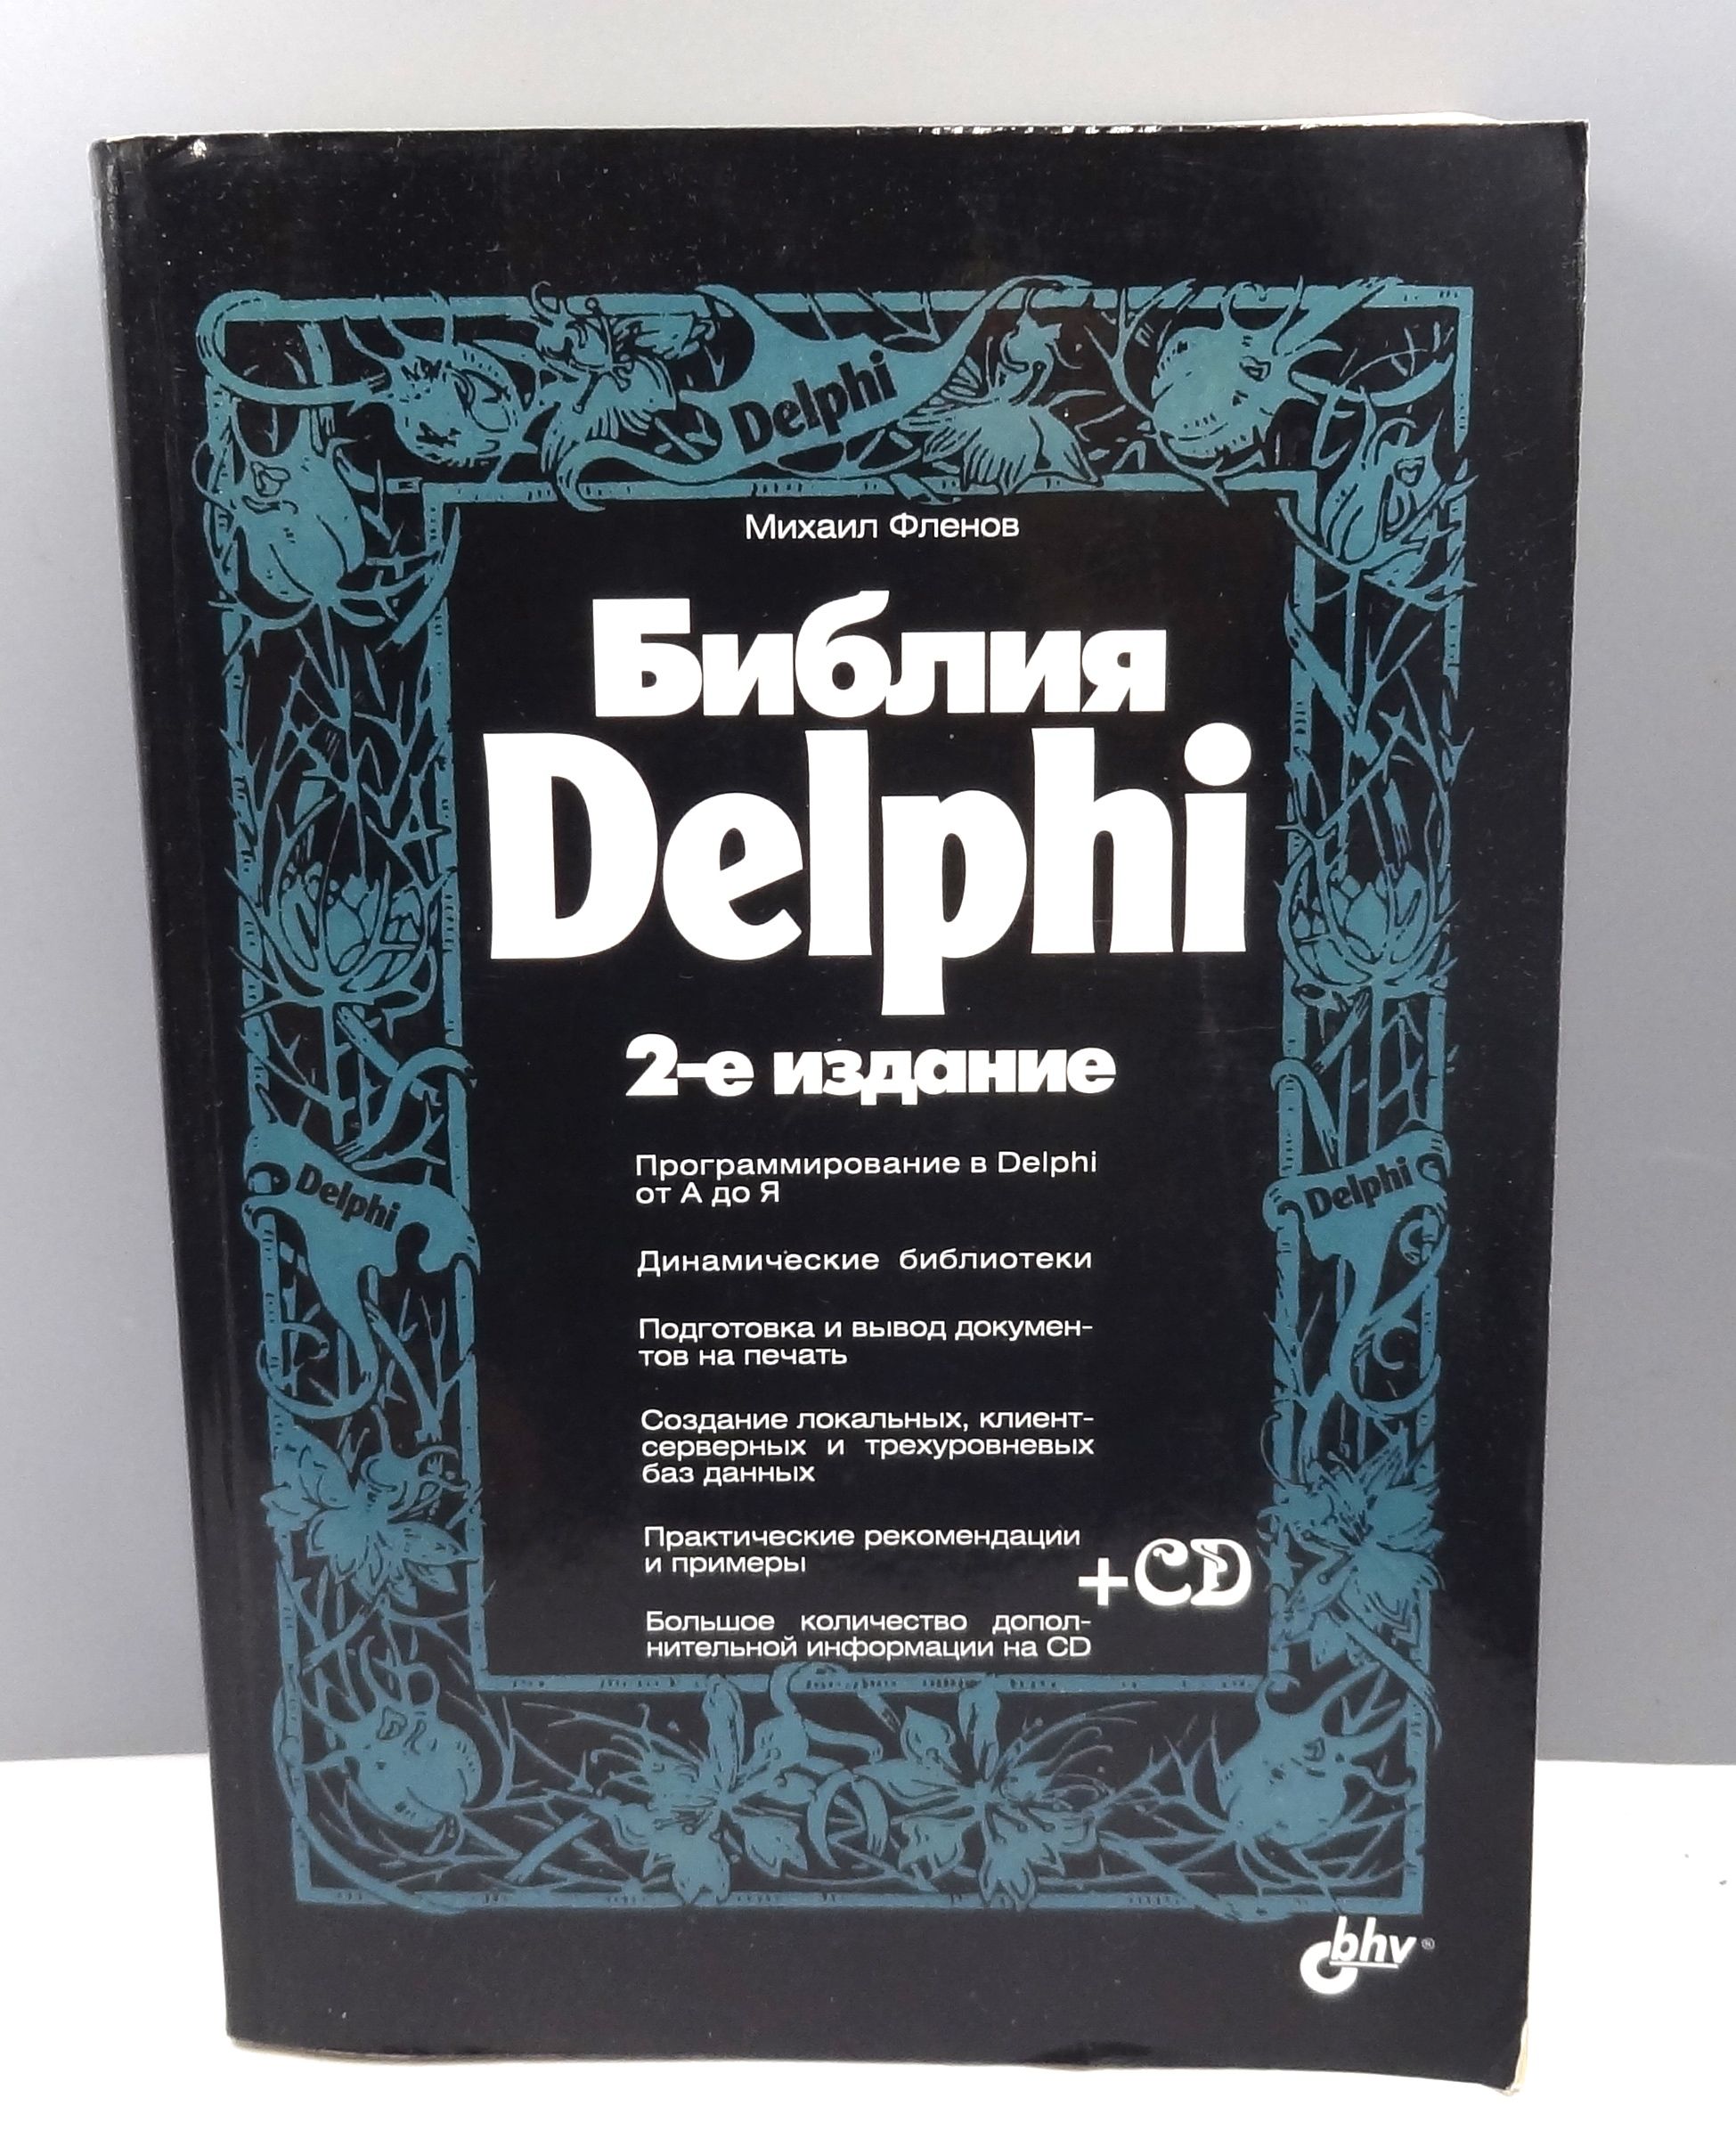 Delphi
Михаил Фленов
Библия
Delphi
2-е издание
Программирование в Delphi
от А до Я
Delphi
Delphi
Динамические библиотеки
Подготовка и вывод докумен-
тов на печать
Создание локальных, клиент-
серверных и трехуровневых
баз данных
Практические рекомендации
и примеры
+CD
Большое количество допол-
нительной информации на CD
bhv®